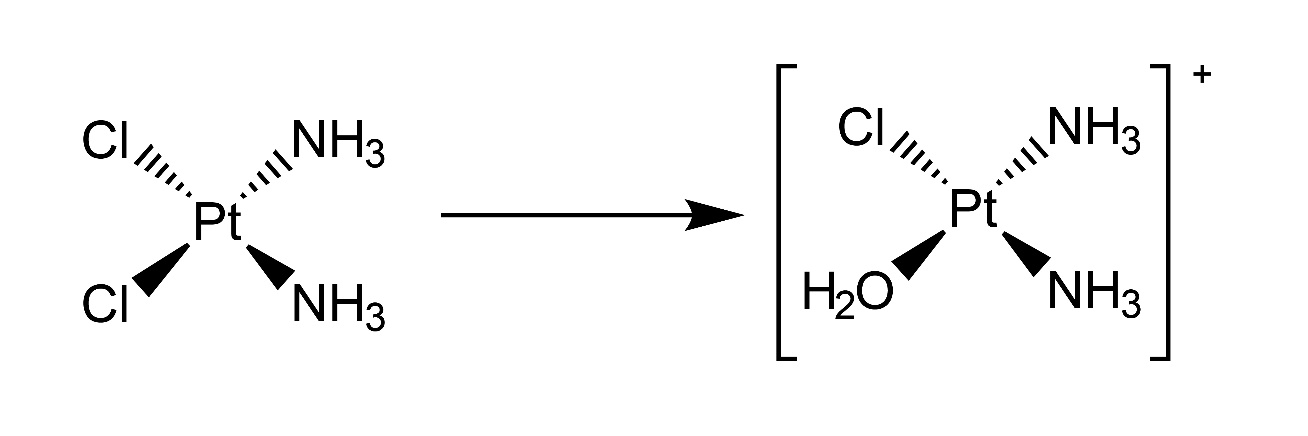 Cl NH3 Cl NH3 +
Pt Pt
Cl NH3 H2O NH3